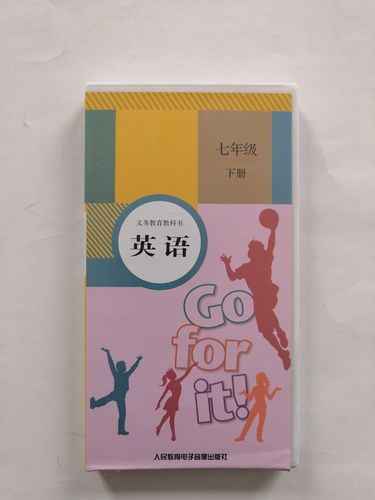 七年级
下册
义务教育教科书
英语
Go
for
it!
人民教育电子音像出版社